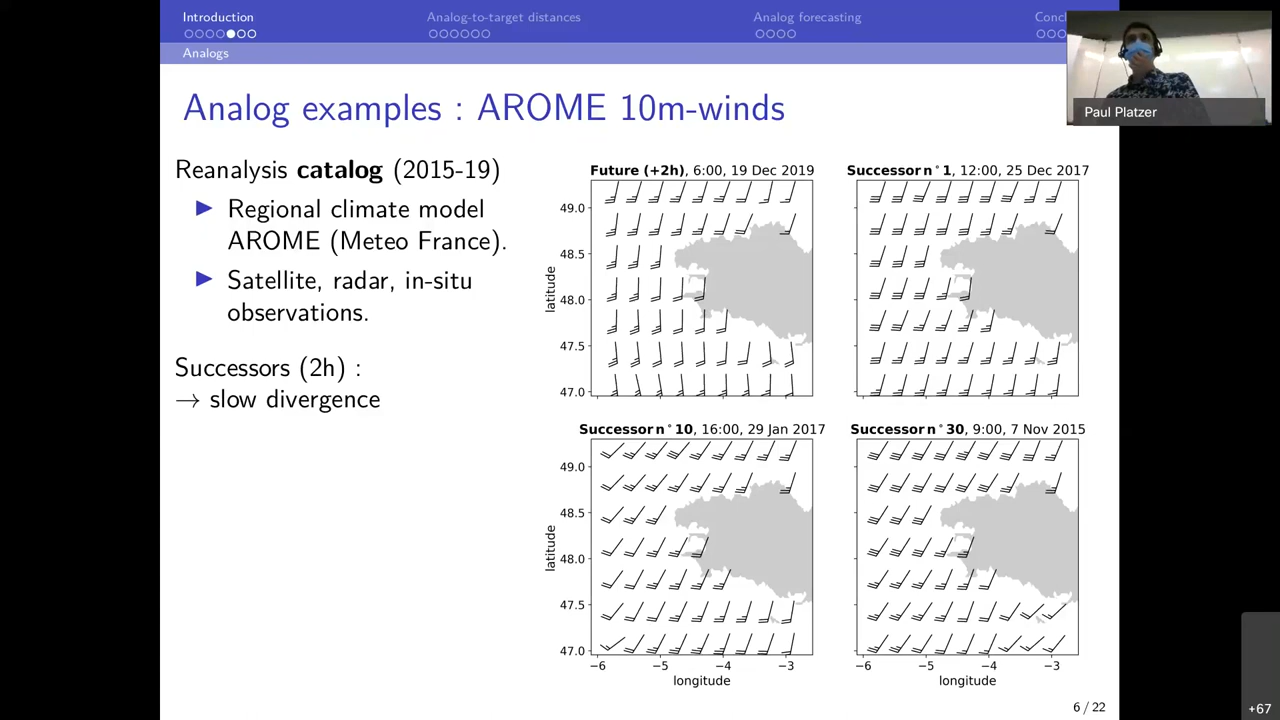 Introduction
Analog-to-target distances
Analog forecasting
Concl
Analogs
Paul Platzer
Analog examples : AROME 10m-winds
Reanalysis catalog (2015-19)
▶ Regional climate model
AROME (Meteo France).
▶ Satellite, radar, in-situ
observations.
Successors (2h) :
→ slow divergence
Future (+2h), 6:00, 19 Dec 2019
49.0
48.5
48.0
47.5
47.0
latitude
Successor n°1, 12:00, 25 Dec 2017
Successor n°10, 16:00, 29 Jan 2017
49.0
48.5
48.0
47.5
47.0
latitude
−6 −5 −4 −3
longitude
Successor n°30, 9:00, 7 Nov 2015
−6 −5 −4 −3
longitude
6 / 22
+67